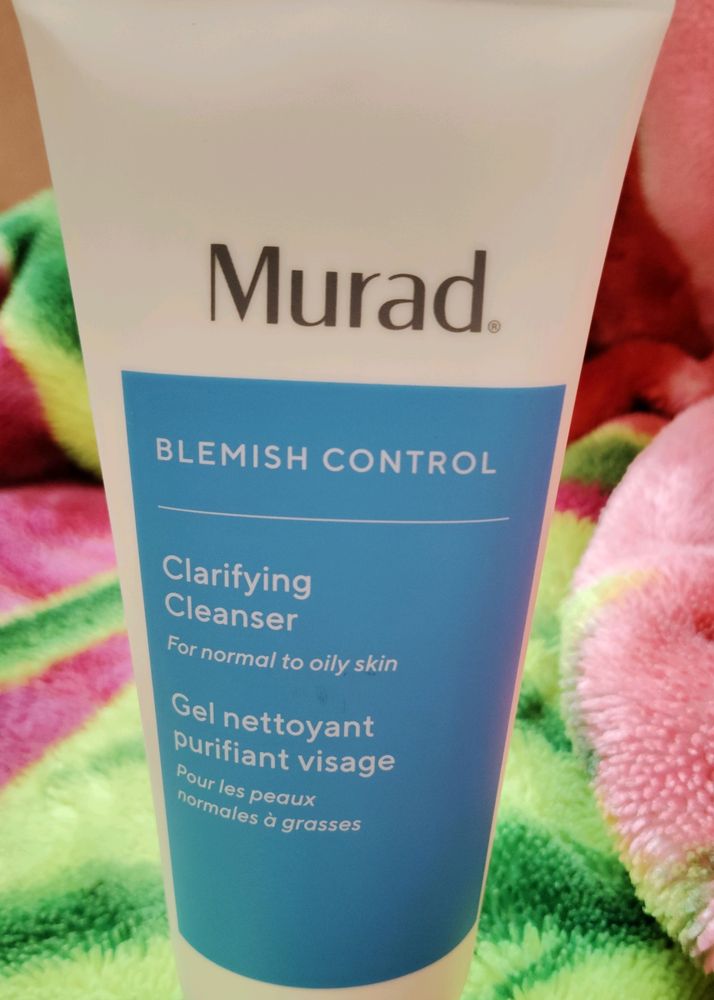 Murad®
BLEMISH CONTROL
Clarifying
Cleanser
For normal to oily skin
Gel nettoyant
purifiant visage
Pour les peaux
normales à grasses